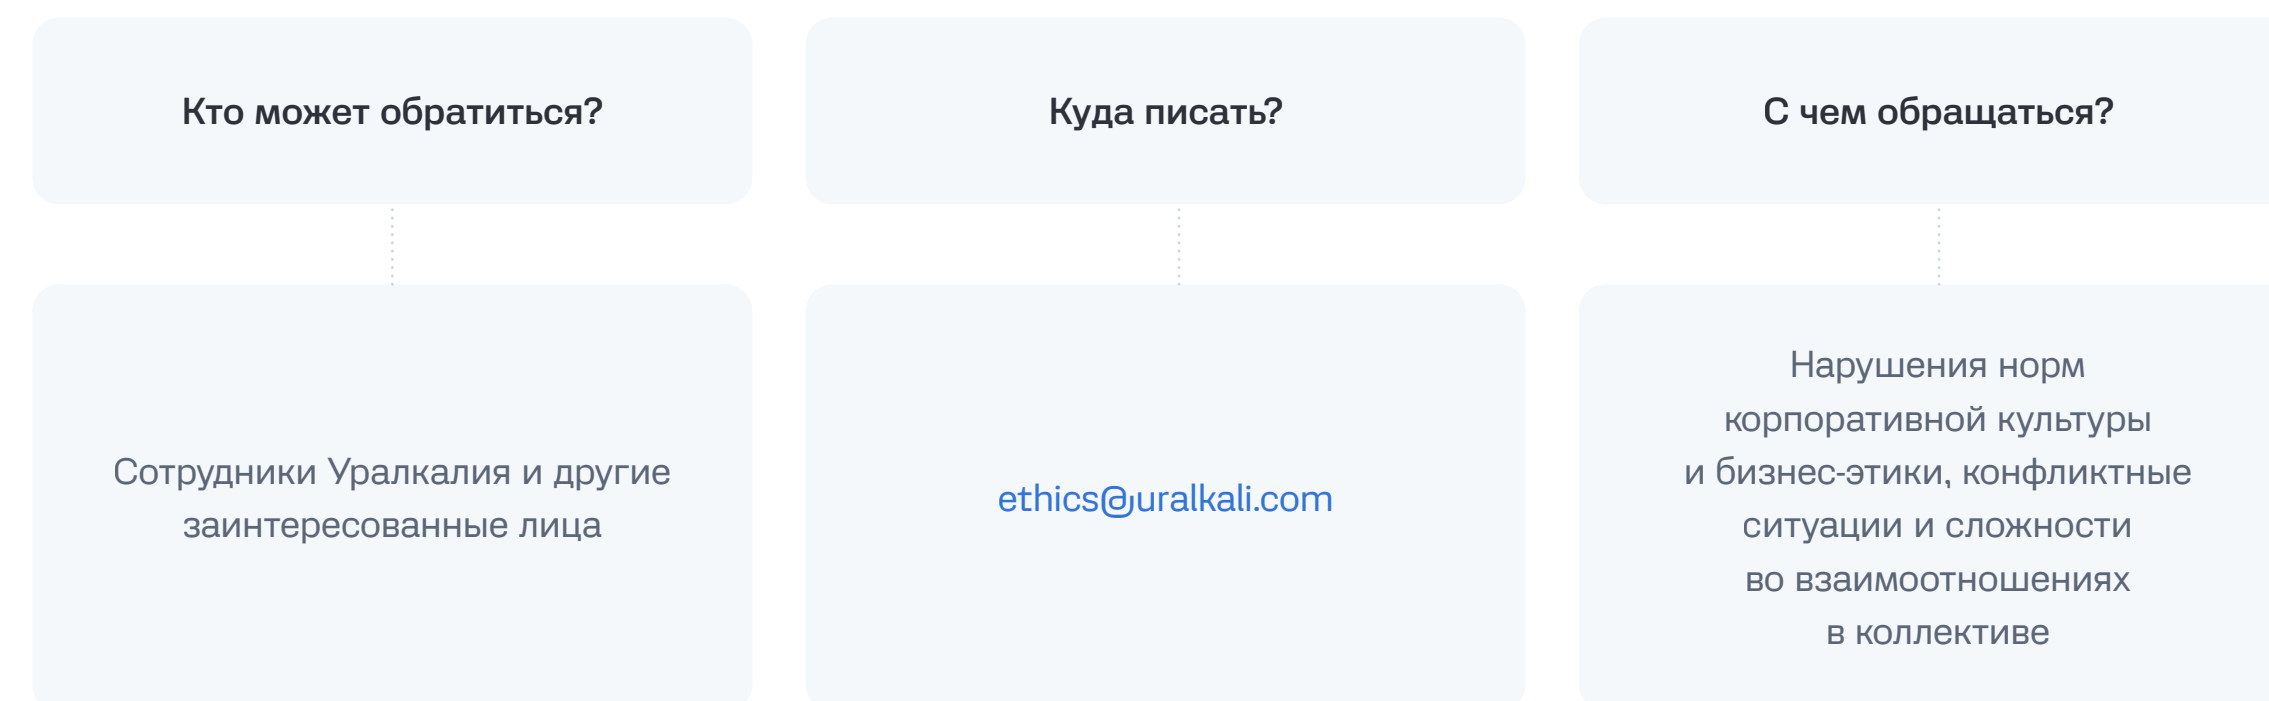 Кто может обратиться?
Куда писать?
С чем обращаться?
Сотрудники Уралкалия и другие
заинтересованные лица
ethics@uralkali.com
Нарушения норм
корпоративной культуры
и бизнес-этики, конфликтные
ситуации и сложности
во взаимоотношениях
в коллективе